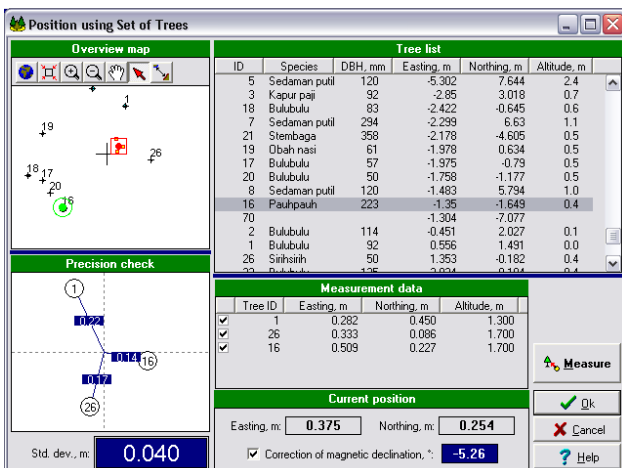 Position using Set of Trees
Overview map
1
19
26
18 17
20
16
Tree list
ID Species DBH, mm Easting, m Northing, m Altitude, m
5 Sedaman putil 120 -5.302 7.644 2.4
3 Kapur paji 92 -2.85 3.018 0.7
18 Bulubulu 83 -2.422 -0.645 0.6
7 Sedaman putil 294 -2.299 6.63 1.1
21 Stembaga 358 -2.178 -4.605 0.5
19 Obah nasi 61 -1.978 0.634 0.5
17 Bulubulu 57 -1.975 -0.79 0.5
20 Bulubulu 50 -1.758 -1.177 0.5
8 Sedaman putil 120 -1.483 5.794 1.0
16 Pauhpauh 223 -1.35 -1.649 0.4
70 -1.304 -7.077
2 Bulubulu 114 -0.451 2.027 0.1
1 Bulubulu 92 0.556 1.491 0.0
26 Sirihsirih 50 1.353 -0.182 0.4
Precision check
1
0.22
0.14 16
0.17
26
Std. dev., m: 0.040
Measurement data
Tree ID Easting, m Northing, m Altitude, m
1 0.282 0.450 1.300
26 0.333 0.086 1.700
16 0.509 0.227 1.700
Current position
Easting, m: 0.375 Northing, m: 0.254
Correction of magnetic declination, °: -5.26
Measure
Ok
Cancel
Help